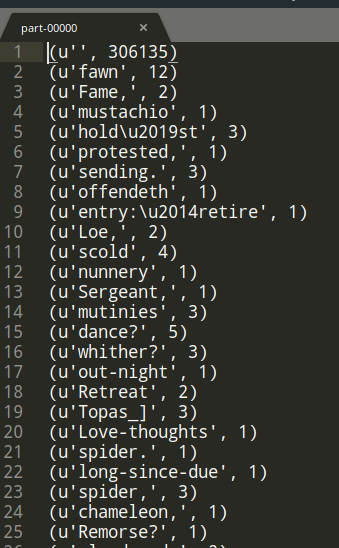 part-00000 ×
1 (u'', 306135)
2 (u'fawn', 12)
3 (u'Fame,', 2)
4 (u'mustachio', 1)
5 (u'hold\u2019st', 3)
6 (u'protested,', 1)
7 (u'sending.', 3)
8 (u'offendeth', 1)
9 (u'entry:\u2014retire', 1)
10 (u'Loe,', 2)
11 (u'scold', 4)
12 (u'nunnery', 1)
13 (u'Sergeant,', 1)
14 (u'mutinies', 3)
15 (u'dance?', 5)
16 (u'whither?', 3)
17 (u'out-night', 1)
18 (u'Retreat', 2)
19 (u'Topas_]', 3)
20 (u'Love-thoughts', 1)
21 (u'spider.', 1)
22 (u'long-since-due', 1)
23 (u'spider,', 3)
24 (u'chameleon,', 1)
25 (u'Remorse?', 1)